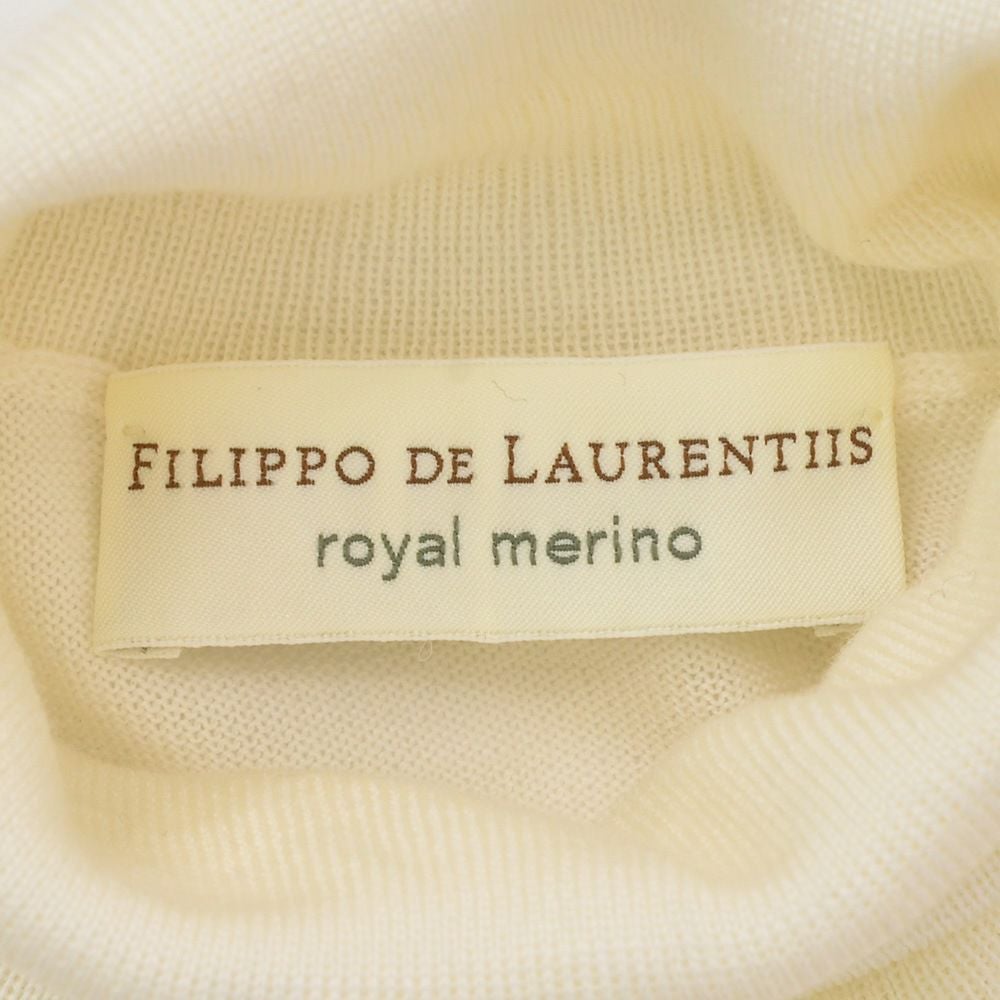 FILIPPO DE LAURENTIIS
royal merino